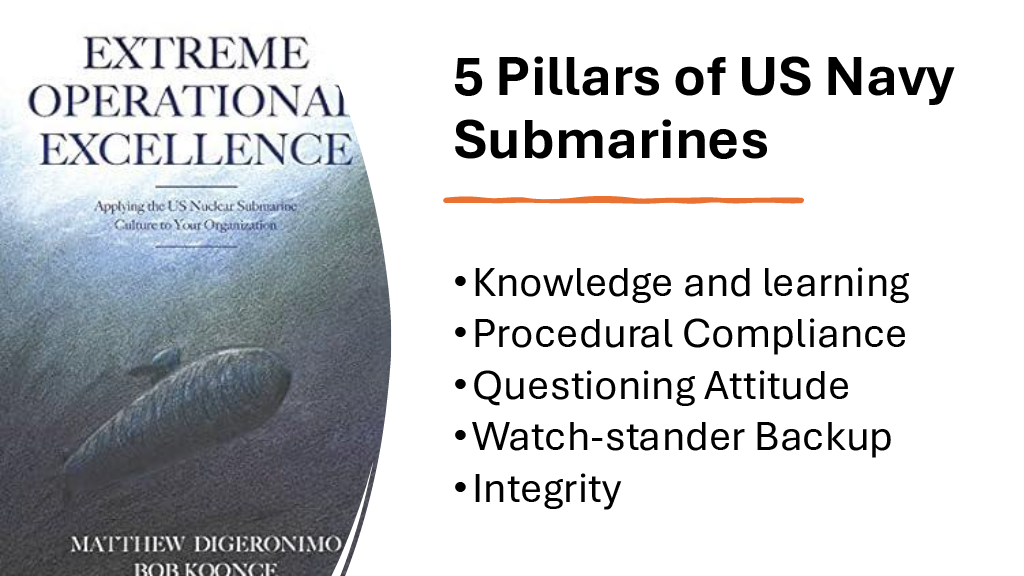 EXTREME
OPERATIONAL
EXCELLENCE
Applying the US Nuclear Submarine
Culture to Your Organization
MATTHEW DIGERONIMO
BOB KOONCE
5 Pillars of US Navy
Submarines
•Knowledge and learning
•Procedural Compliance
•Questioning Attitude
•Watch-stander Backup
•Integrity